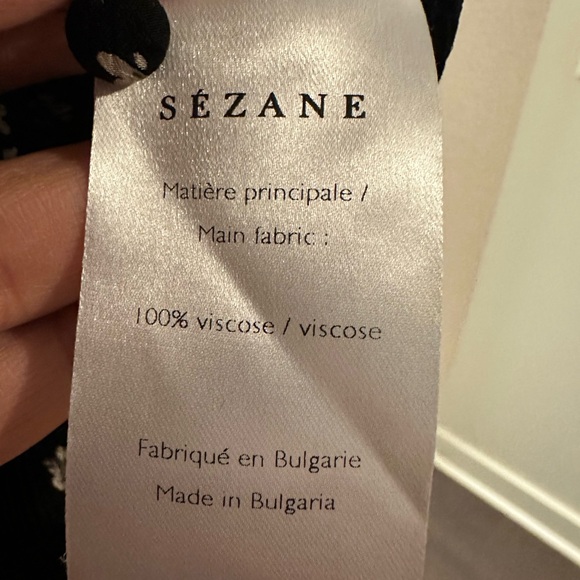 SÉZANE
Matière principale /
Main fabric :
100% viscose / viscose
Fabriqué en Bulgarie
Made in Bulgaria